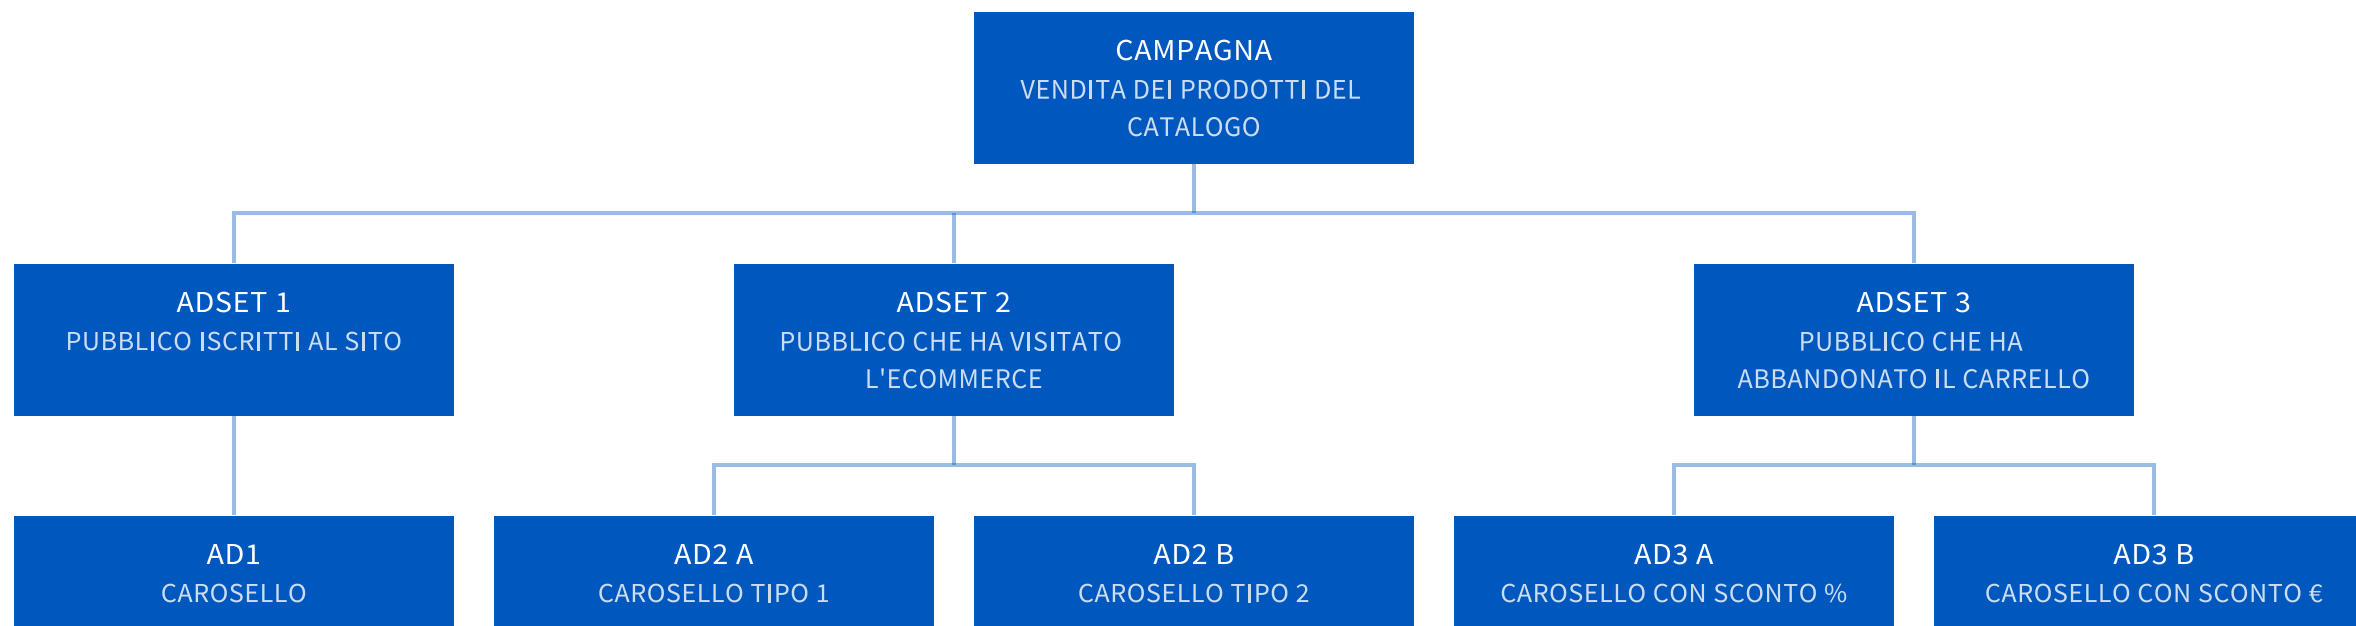 CAMPAGNA
VENDITA DEI PRODOTTI DEL
CATALOGO
ADSET 1
PUBBLICO ISCRITTI AL SITO
ADSET 2
PUBBLICO CHE HA VISITATO
L'ECOMMERCE
ADSET 3
PUBBLICO CHE HA
ABBANDONATO IL CARRELLO
AD1
CAROSELLO
AD2 A
CAROSELLO TIPO 1
AD2 B
CAROSELLO TIPO 2
AD3 A
CAROSELLO CON SCONTO %
AD3 B
CAROSELLO CON SCONTO €